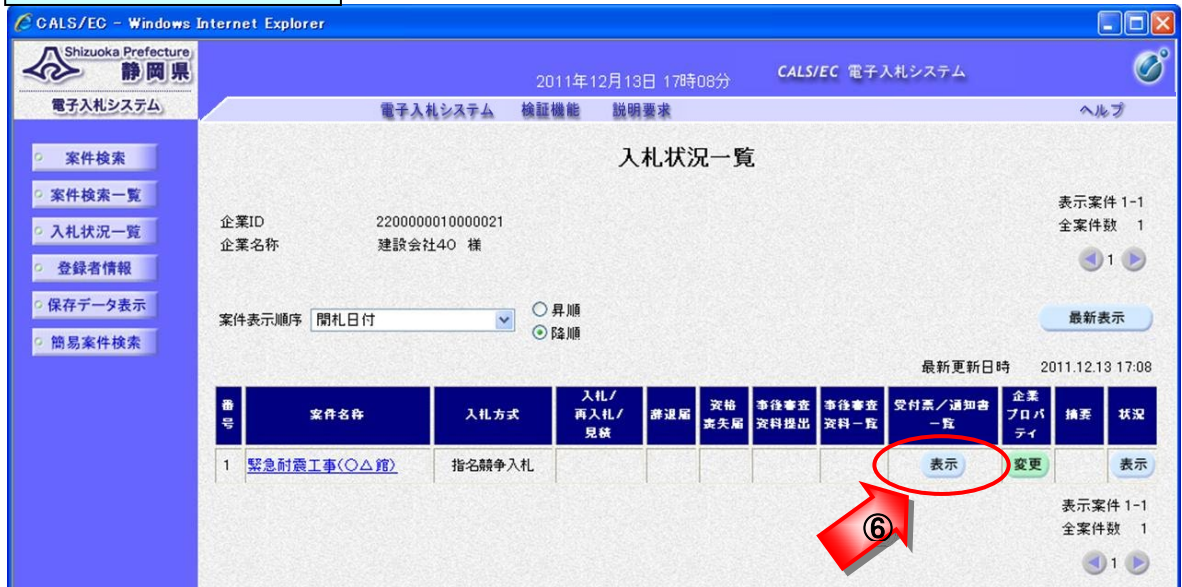 CALS/EC - Windows Internet Explorer
Shizuoka Prefecture
静岡県
電子入札システム
2011年12月13日 17時08分
CALS/EC 電子入札システム
電子入札システム 検証機能 説明要求 ヘルプ
案件検索
案件検索一覧
入札状況一覧
登録者情報
保存データ表示
簡易案件検索
入札状況一覧
表示案件 1-1
全案件数 1
1
企業ID 2200000010000021
企業名称 建設会社40 様
案件表示順序 開札日付
昇順
降順
最新表示
最新更新日時 2011.12.13 17:08
番号 案件名称 入札方式 入札/再入札/見積 辞退届 資格喪失届 事後審査資料提出 事後審査資料一覧 受付票/通知書一覧 企業プロパティ 摘要 状況
1 緊急耐震工事(○△館) 指名競争入札 表示 変更 表示
⑥
表示案件 1-1
全案件数 1
1